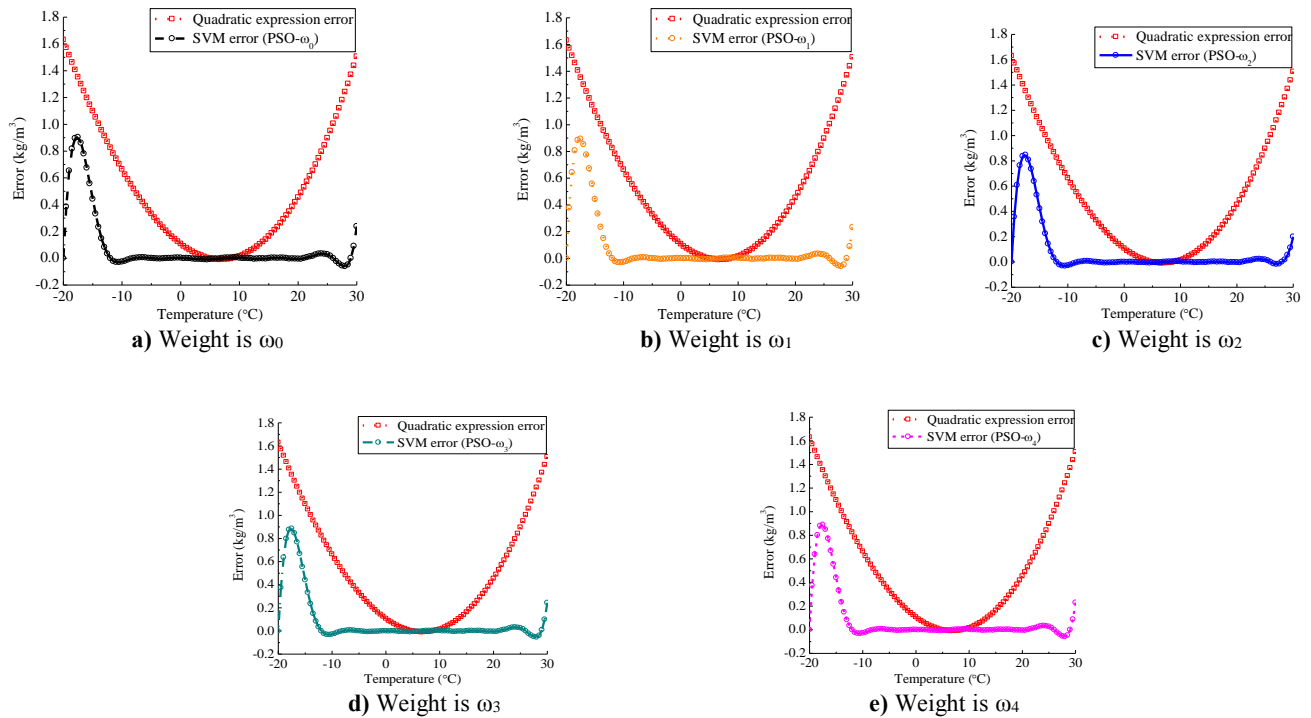 Quadratic expression error
SVM error (PSO-ω₀)
1.8
1.6
1.4
1.2
1.0
0.8
0.6
0.4
0.2
0.0
-0.2
Error (kg/m³)
-20 -10 0 10 20 30
Temperature (°C)
a) Weight is ω₀
Quadratic expression error
SVM error (PSO-ω₁)
1.8
1.6
1.4
1.2
1.0
0.8
0.6
0.4
0.2
0.0
-0.2
Error (kg/m³)
-20 -10 0 10 20 30
Temperature (°C)
b) Weight is ω₁
Quadratic expression error
SVM error (PSO-ω₂)
1.8
1.6
1.4
1.2
1.0
0.8
0.6
0.4
0.2
0.0
-0.2
Error (kg/m³)
-20 -10 0 10 20 30
Temperature (°C)
c) Weight is ω₂
Quadratic expression error
SVM error (PSO-ω₃)
1.8
1.6
1.4
1.2
1.0
0.8
0.6
0.4
0.2
0.0
-0.2
Error (kg/m³)
-20 -10 0 10 20 30
Temperature (°C)
d) Weight is ω₃
Quadratic expression error
SVM error (PSO-ω₄)
1.8
1.6
1.4
1.2
1.0
0.8
0.6
0.4
0.2
0.0
-0.2
Error (kg/m³)
-20 -10 0 10 20 30
Temperature (°C)
e) Weight is ω₄